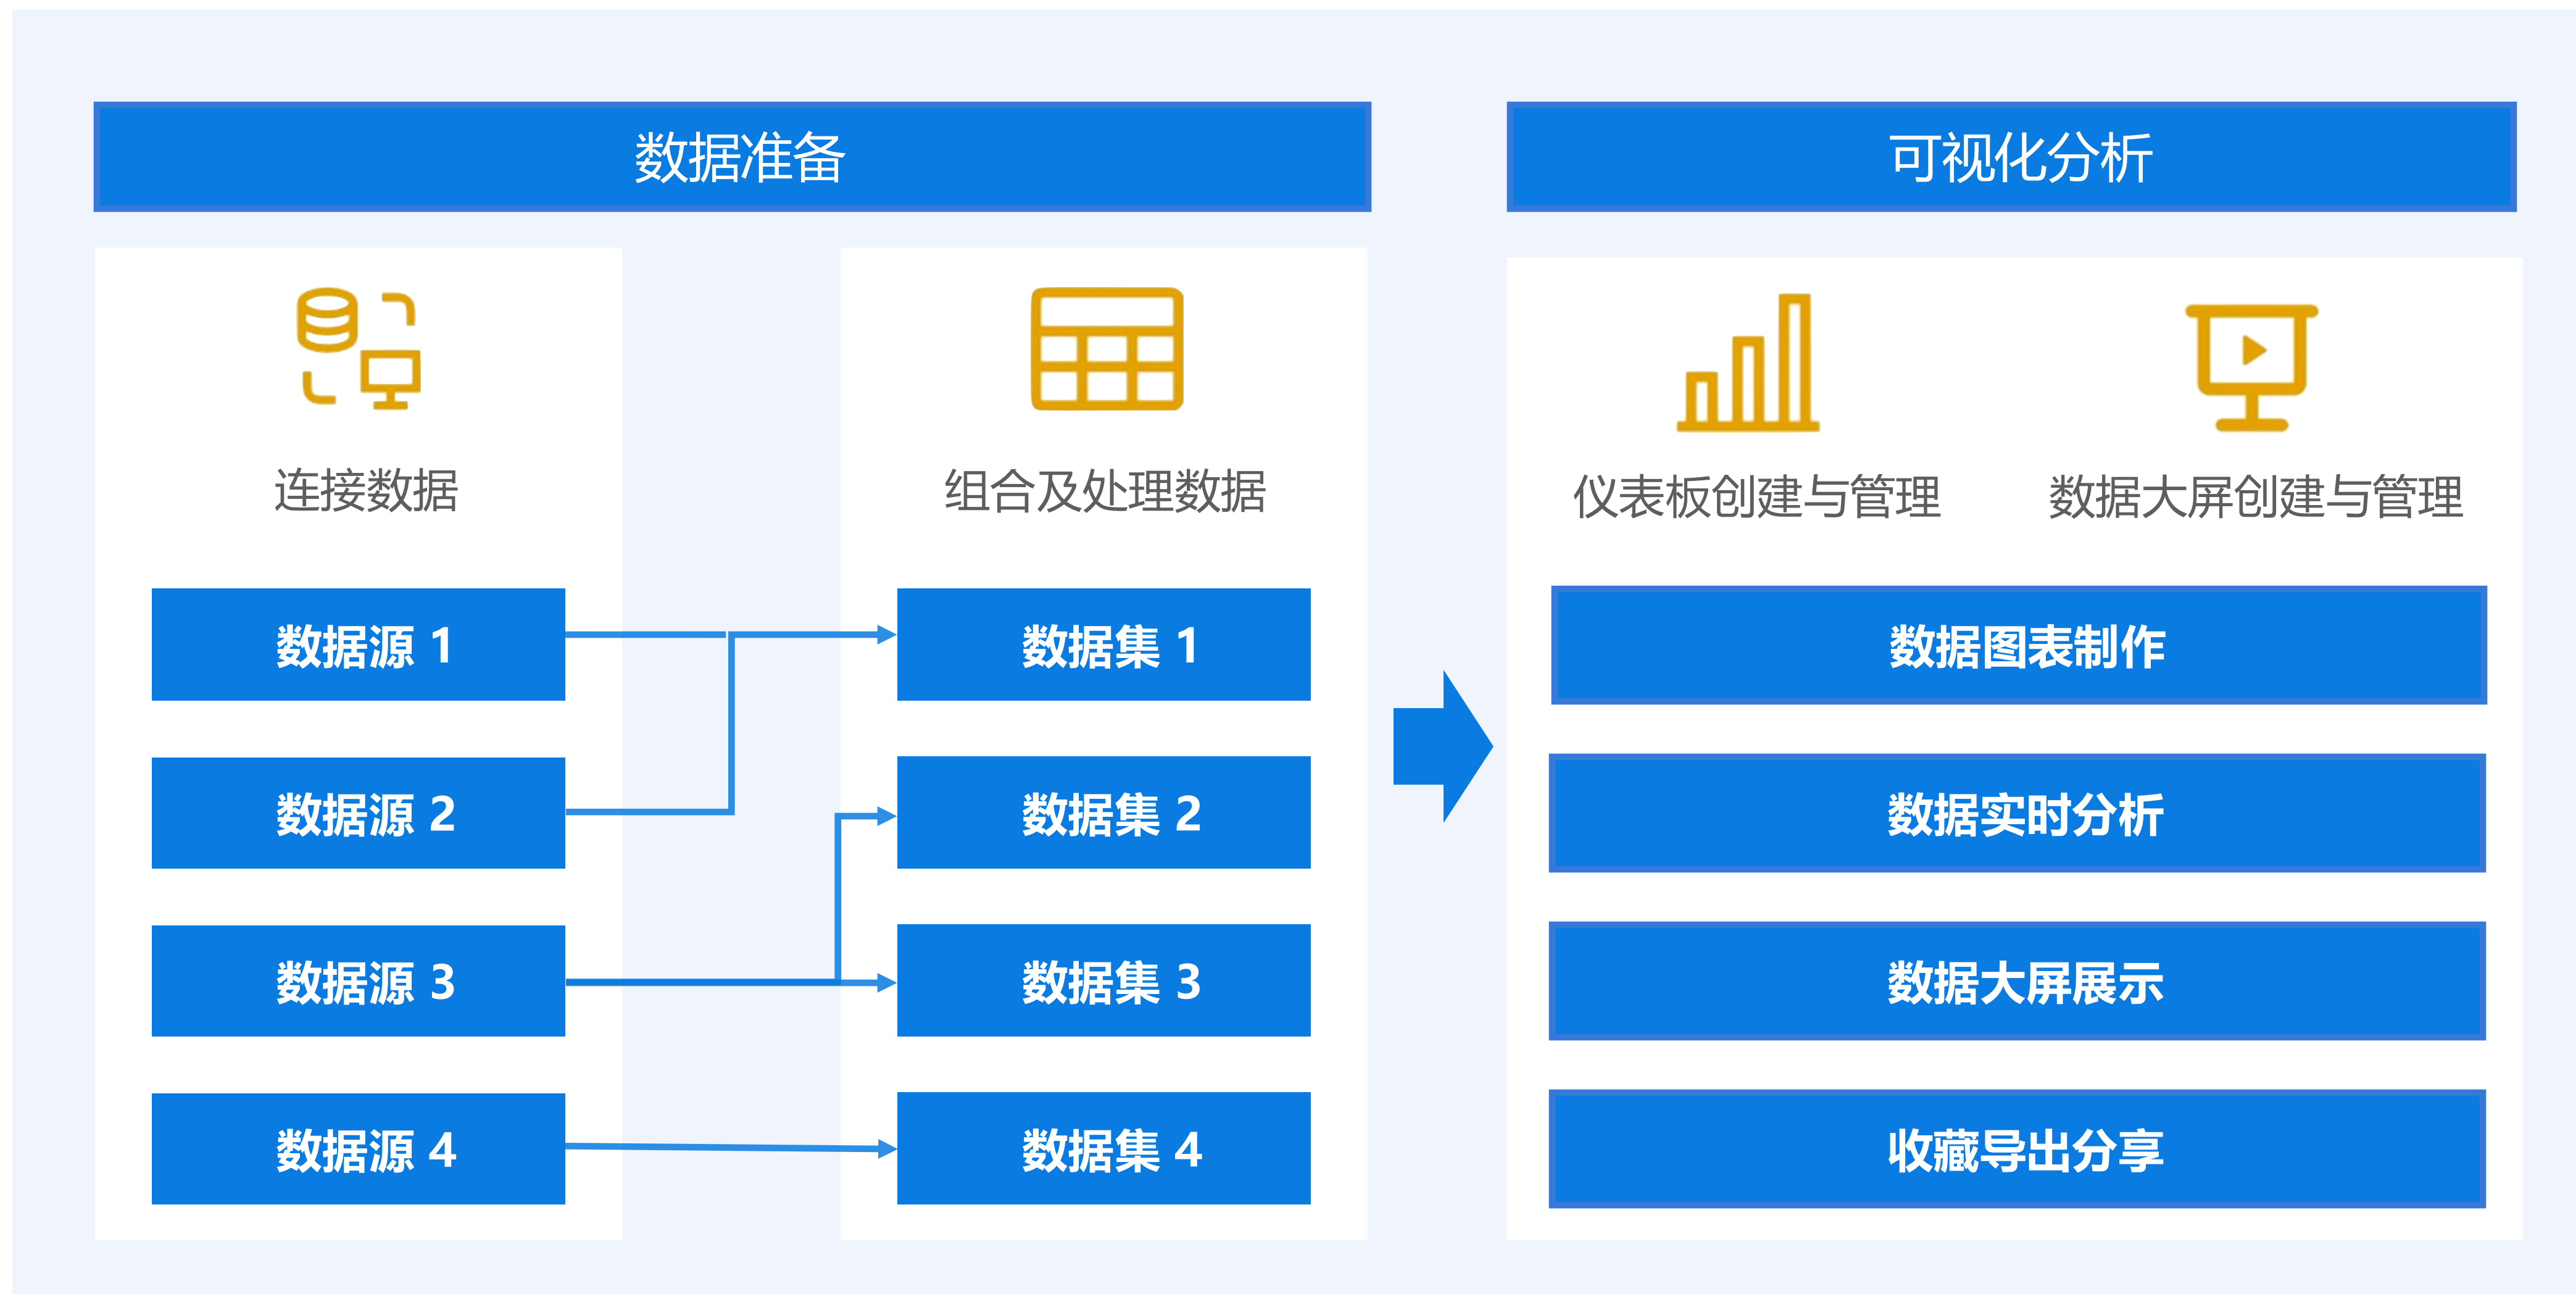 数据准备
可视化分析
连接数据
组合及处理数据
仪表板创建与管理
数据大屏创建与管理
数据源 1
数据集 1
数据图表制作
数据源 2
数据集 2
数据实时分析
数据源 3
数据集 3
数据大屏展示
数据源 4
数据集 4
收藏导出分享